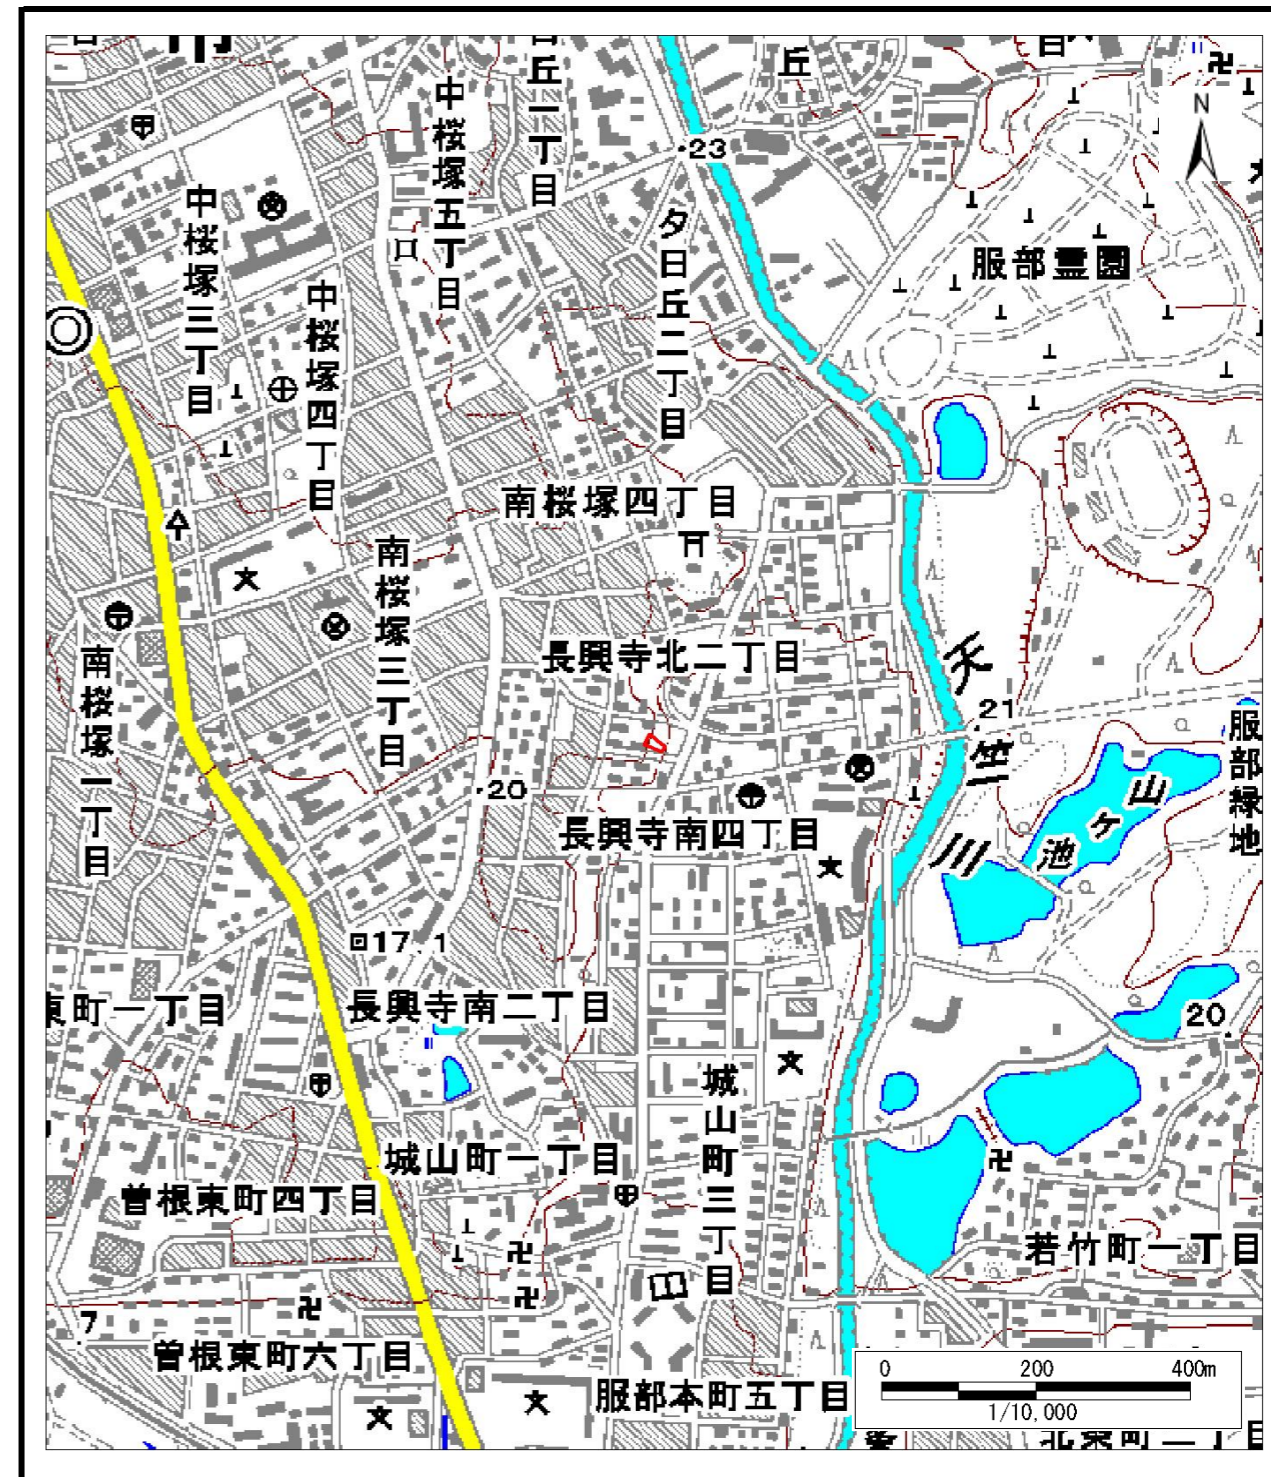 丘一丁目
丘
目
中桜塚五丁目
23
N
中桜塚三丁目
夕日丘二丁目
服部霊園
中桜塚四丁目
南桜塚四丁目
南桜塚三丁目
長興寺北二丁目
南桜塚一丁目
天竺川
21
服部緑地
20
山ヶ池
長興寺南四丁目
17.1
東町一丁目
長興寺南二丁目
20
城山町三丁目
城山町一丁目
曽根東町四丁目
若竹町一丁目
7
曽根東町六丁目
服部本町五丁目
0 200 400m
1/10,000